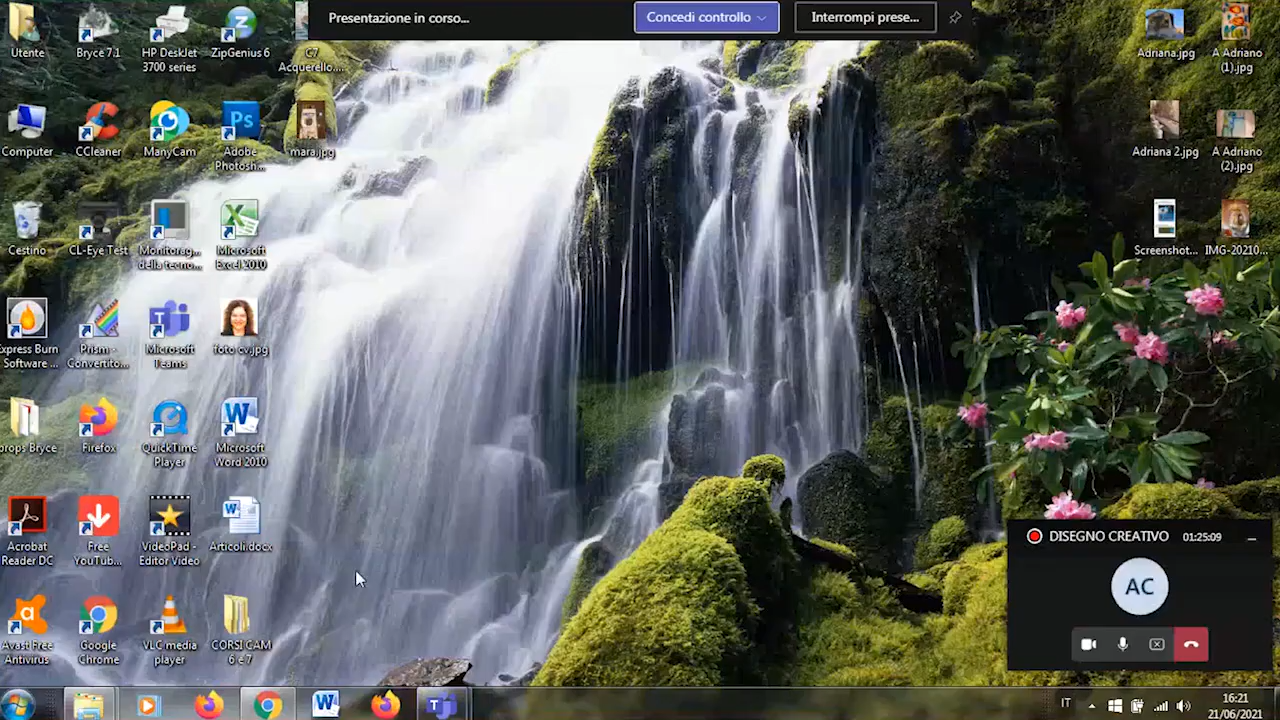 Presentazione in corso...
Concedi controllo
Interrompi prese...
Utente
Bryce 7.1
HP DeskJet
3700 series
ZipGenius 6
C7
Acquerello....
Adriana.jpg
A Adriano
(1).jpg
Computer
CCleaner
ManyCam
Ps
Adobe
Photosh...
mara.jpg
Adriana 2.jpg
A Adriano
(2).jpg
Cestino
CL-Eye Test
Monitorag...
della tecno...
Microsoft
Excel 2010
Screenshot...
IMG-20210...
Express Burn
Software ...
Prism -
Convertito...
Microsoft
Teams
foto cv.jpg
props Bryce
Firefox
QuickTime
Player
Microsoft
Word 2010
Acrobat
Reader DC
Free
YouTub...
VideoPad -
Editor Video
Articoli.docx
DISEGNO CREATIVO
01:25:09
AC
Avast Free
Antivirus
Google
Chrome
VLC media
player
CORSI CAM
6 e 7
IT
16:21
21/06/2021